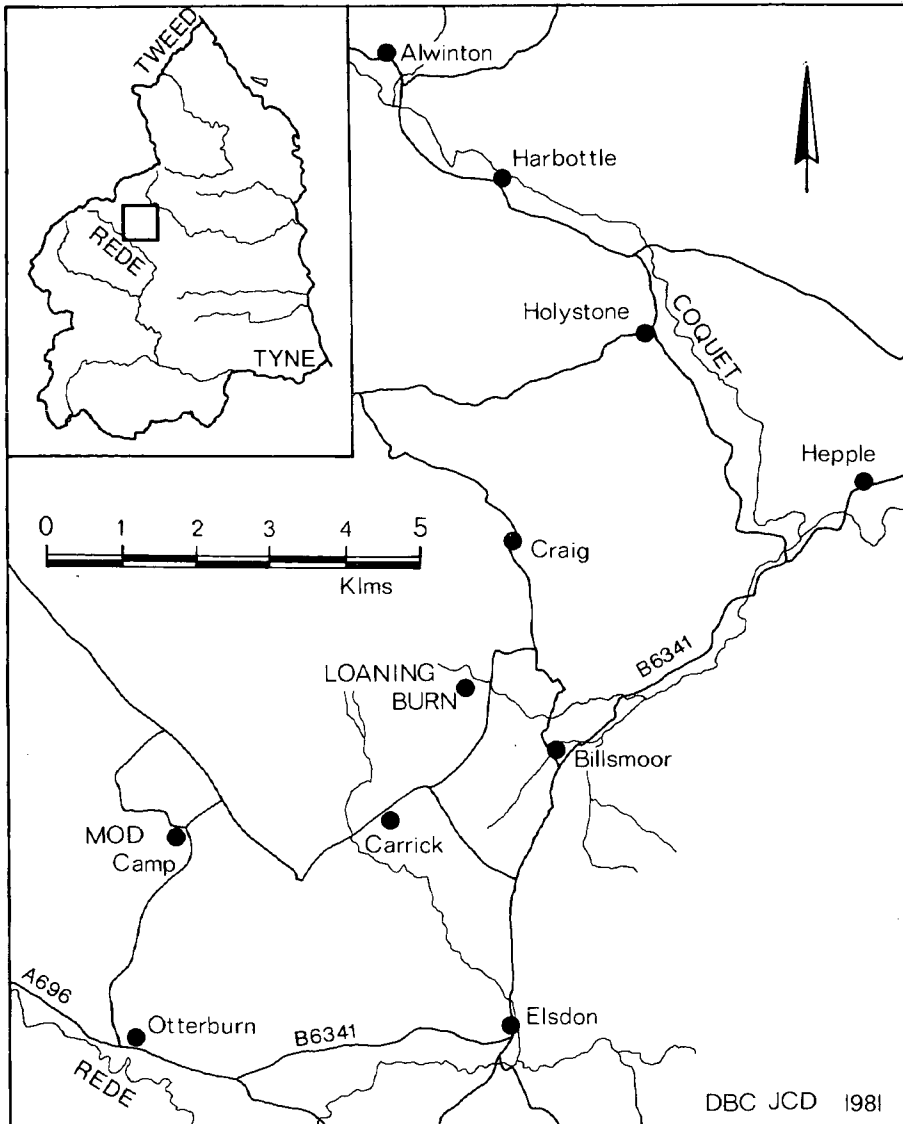 TWEED
REDE
TYNE
Alwinton
Harbottle
Holystone
COQUET
Hepple
0 1 2 3 4 5
Klms
Craig
LOANING
BURN
B6341
Billsmoor
MOD
Camp
Carrick
A696
Otterburn
B6341
Elsdon
REDE
DBC JCD 1981